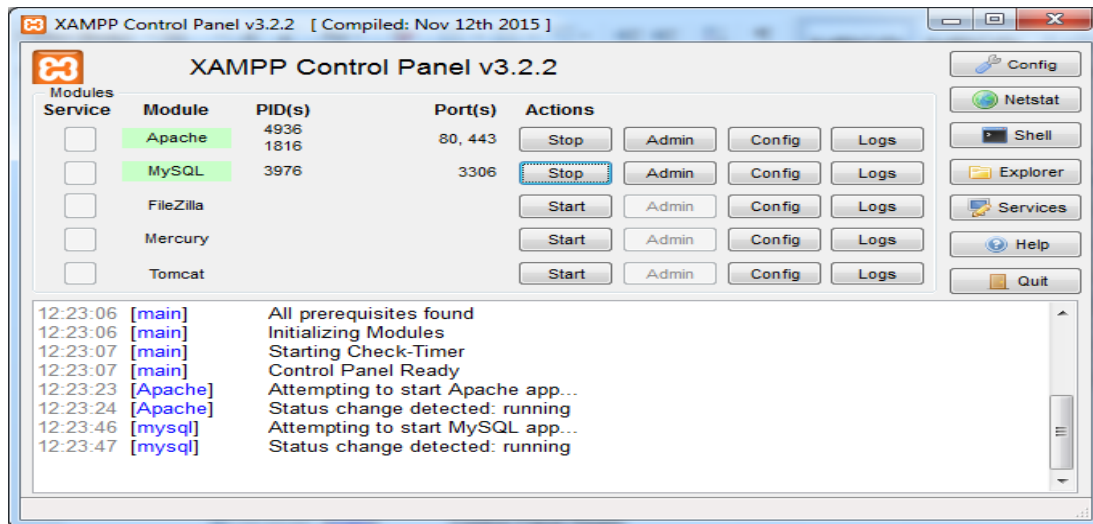 XAMPP Control Panel v3.2.2 [ Compiled: Nov 12th 2015 ]
XAMPP Control Panel v3.2.2
Config
Modules
Service Module PID(s) Port(s) Actions
Netstat
Apache 4936 1816 80, 443 Stop Admin Config Logs
Shell
MySQL 3976 3306 Stop Admin Config Logs
Explorer
FileZilla Start Admin Config Logs
Services
Mercury Start Admin Config Logs
Help
Tomcat Start Admin Config Logs
Quit
12:23:06 [main] All prerequisites found
12:23:06 [main] Initializing Modules
12:23:07 [main] Starting Check-Timer
12:23:07 [main] Control Panel Ready
12:23:23 [Apache] Attempting to start Apache app...
12:23:24 [Apache] Status change detected: running
12:23:46 [mysql] Attempting to start MySQL app...
12:23:47 [mysql] Status change detected: running